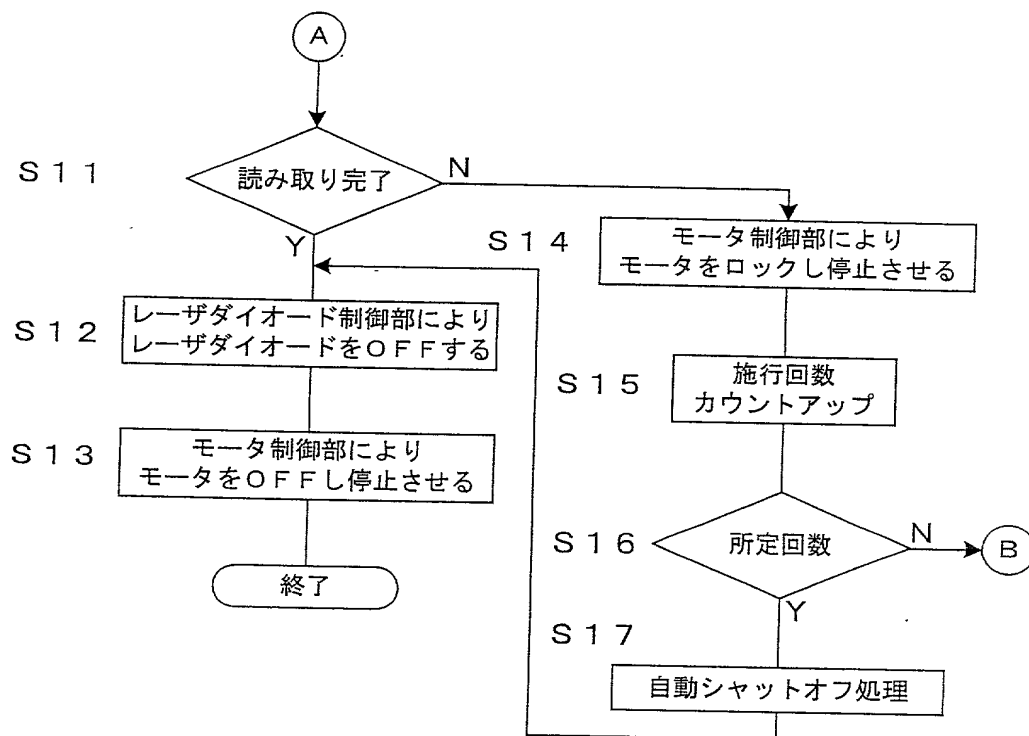 A
S11
読み取り完了
N
Y
S12
レーザダイオード制御部により
レーザダイオードをOFFする
S13
モータ制御部により
モータをOFFし停止させる
終了
S14
モータ制御部により
モータをロックし停止させる
S15
施行回数
カウントアップ
S16
所定回数
N
B
Y
S17
自動シャットオフ処理